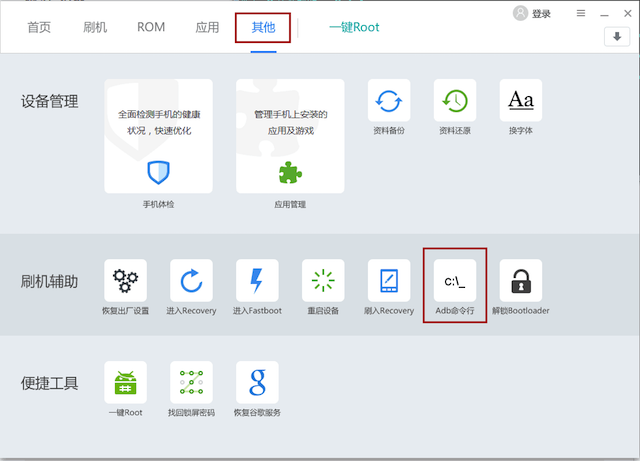 登录
首页 刷机 ROM 应用 其他 一键Root
设备管理
全面检测手机的健康
状况，快速优化
手机体检
管理手机上安装的
应用及游戏
应用管理
资料备份
资料还原
Aa
换字体
刷机辅助
恢复出厂设置
进入Recovery
进入Fastboot
重启设备
刷入Recovery
c:\_
Adb命令行
解锁Bootloader
便捷工具
一键Root
找回锁屏密码
g
恢复谷歌服务